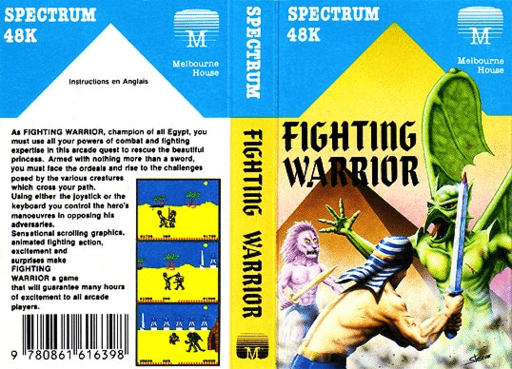 SPECTRUM
48K
M
Melbourne
House
Instructions en Anglais
As FIGHTING WARRIOR, champion of all Egypt, you
must use all your powers of combat and fighting
expertise in this arcade quest to rescue the beautiful
princess. Armed with nothing more than a sword,
you must face the ordeals and rise to the challenges
posed by the various creatures
which cross your path.
Using either the joystick or the
keyboard you control the hero's
manoeuvres in opposing his
adversaries.
Sensational scrolling graphics,
animated fighting action,
excitement and
surprises make
FIGHTING
WARRIOR a game
that will guarantee many hours
of excitement to all arcade
players.
9 780861 616398
SPECTRUM
FIGHTING WARRIOR
M
SPECTRUM
48K
M
Melbourne
House
FIGHTING
WARRIOR